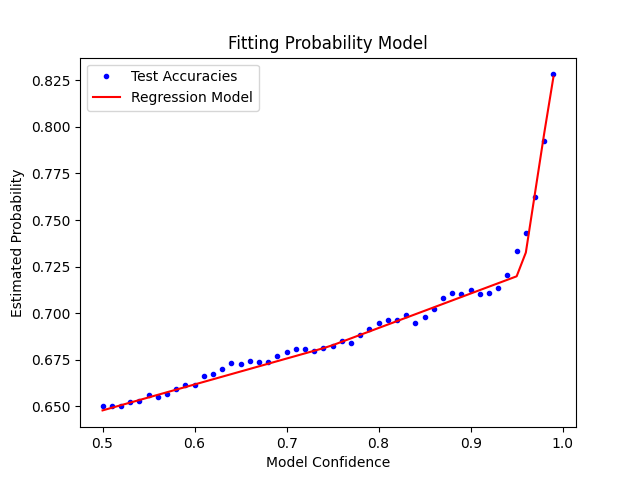 Fitting Probability Model
Test Accuracies
Regression Model
Estimated Probability
0.825
0.800
0.775
0.750
0.725
0.700
0.675
0.650
0.5
0.6
0.7
0.8
0.9
1.0
Model Confidence